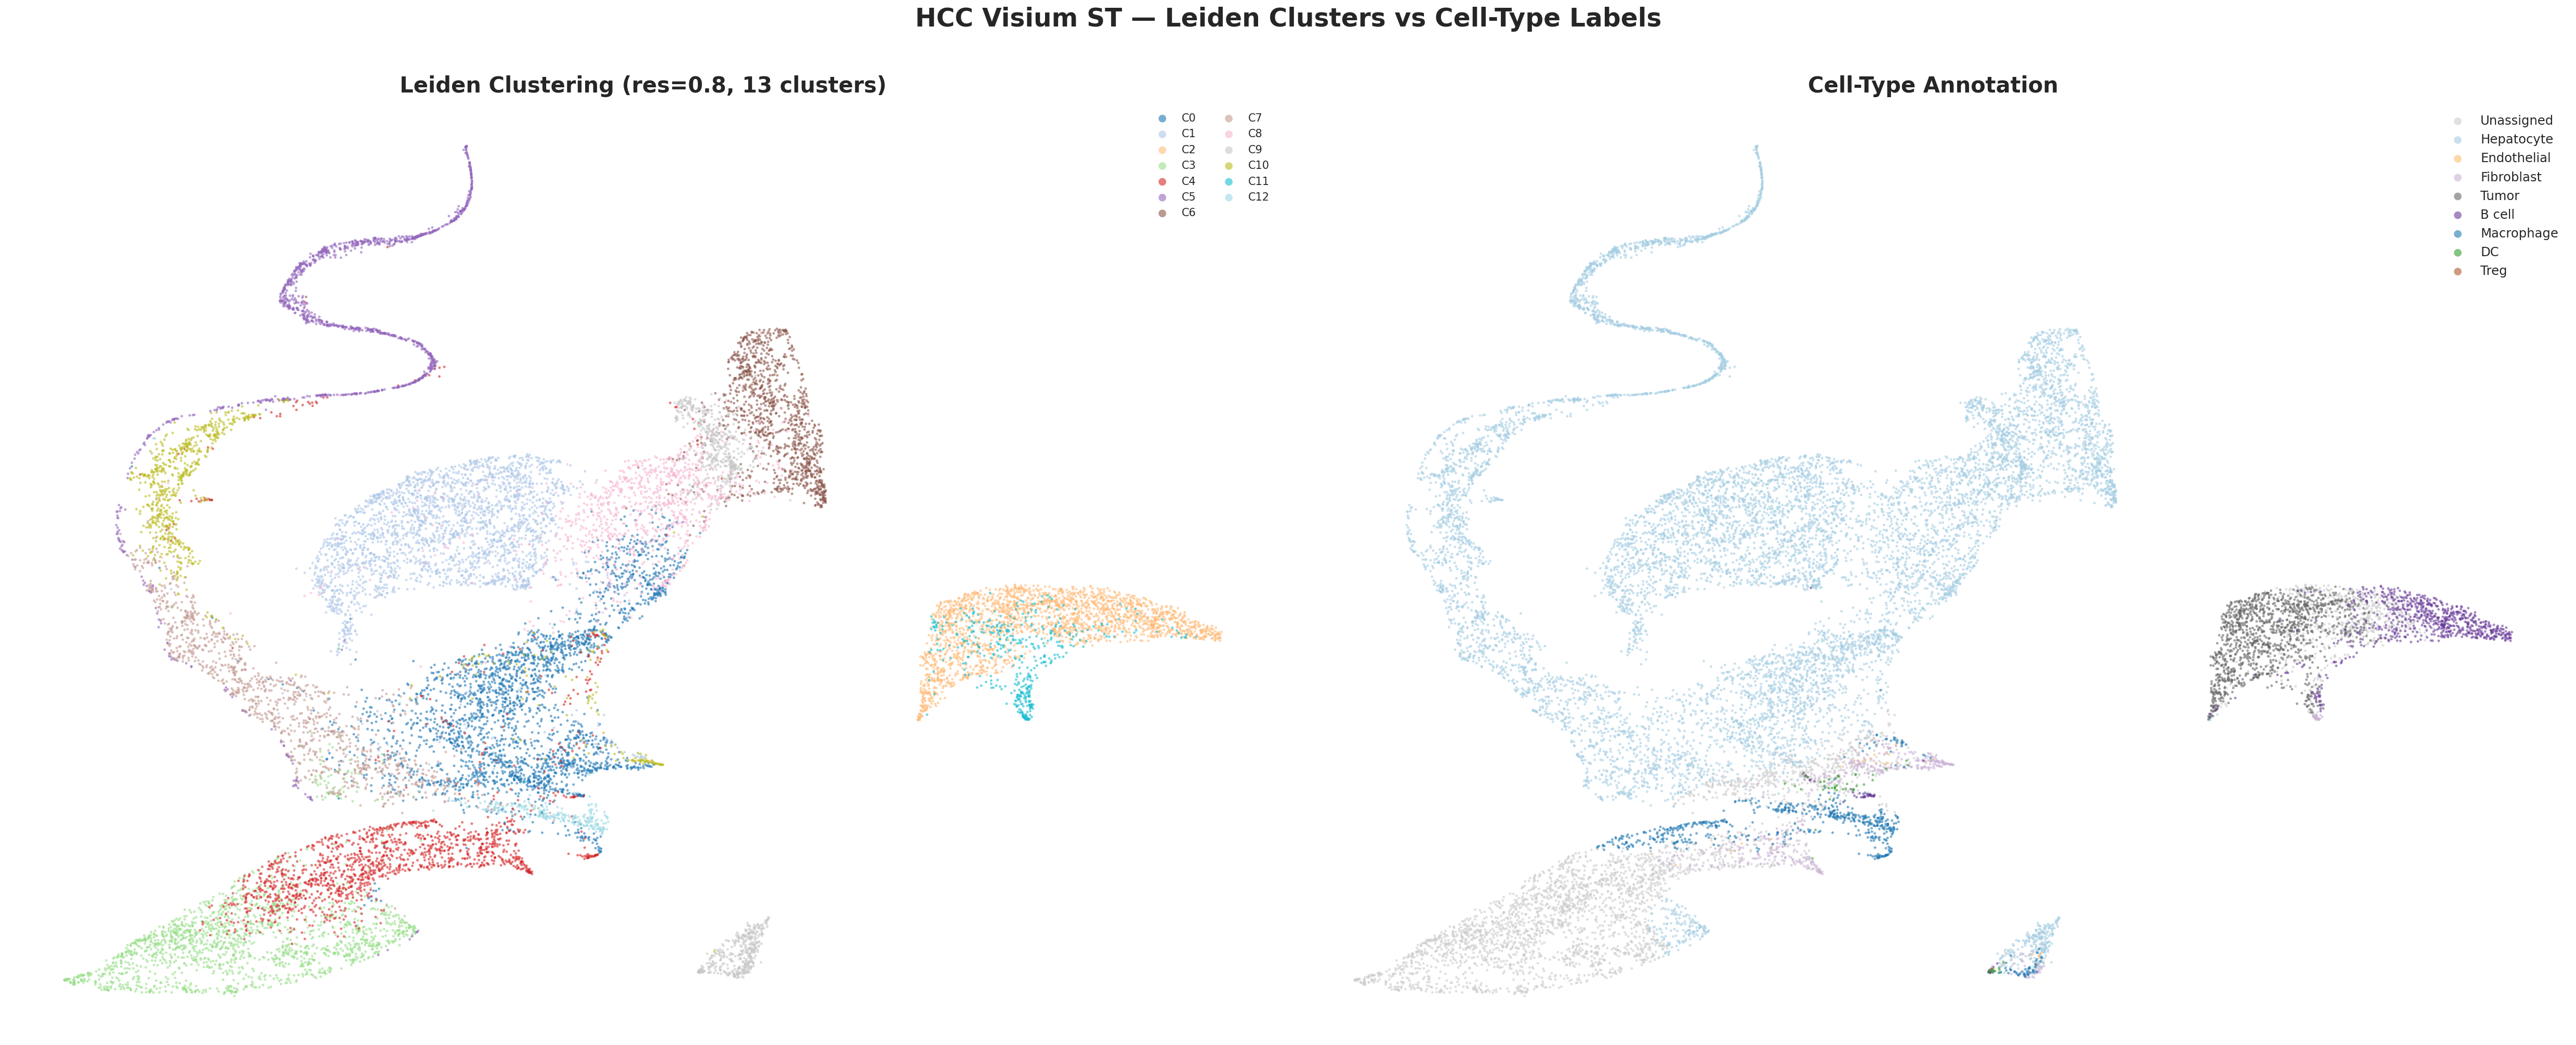 HCC Visium ST — Leiden Clusters vs Cell-Type Labels
Leiden Clustering (res=0.8, 13 clusters)
C0
C1
C2
C3
C4
C5
C6
C7
C8
C9
C10
C11
C12
Cell-Type Annotation
Unassigned
Hepatocyte
Endothelial
Fibroblast
Tumor
B cell
Macrophage
DC
Treg